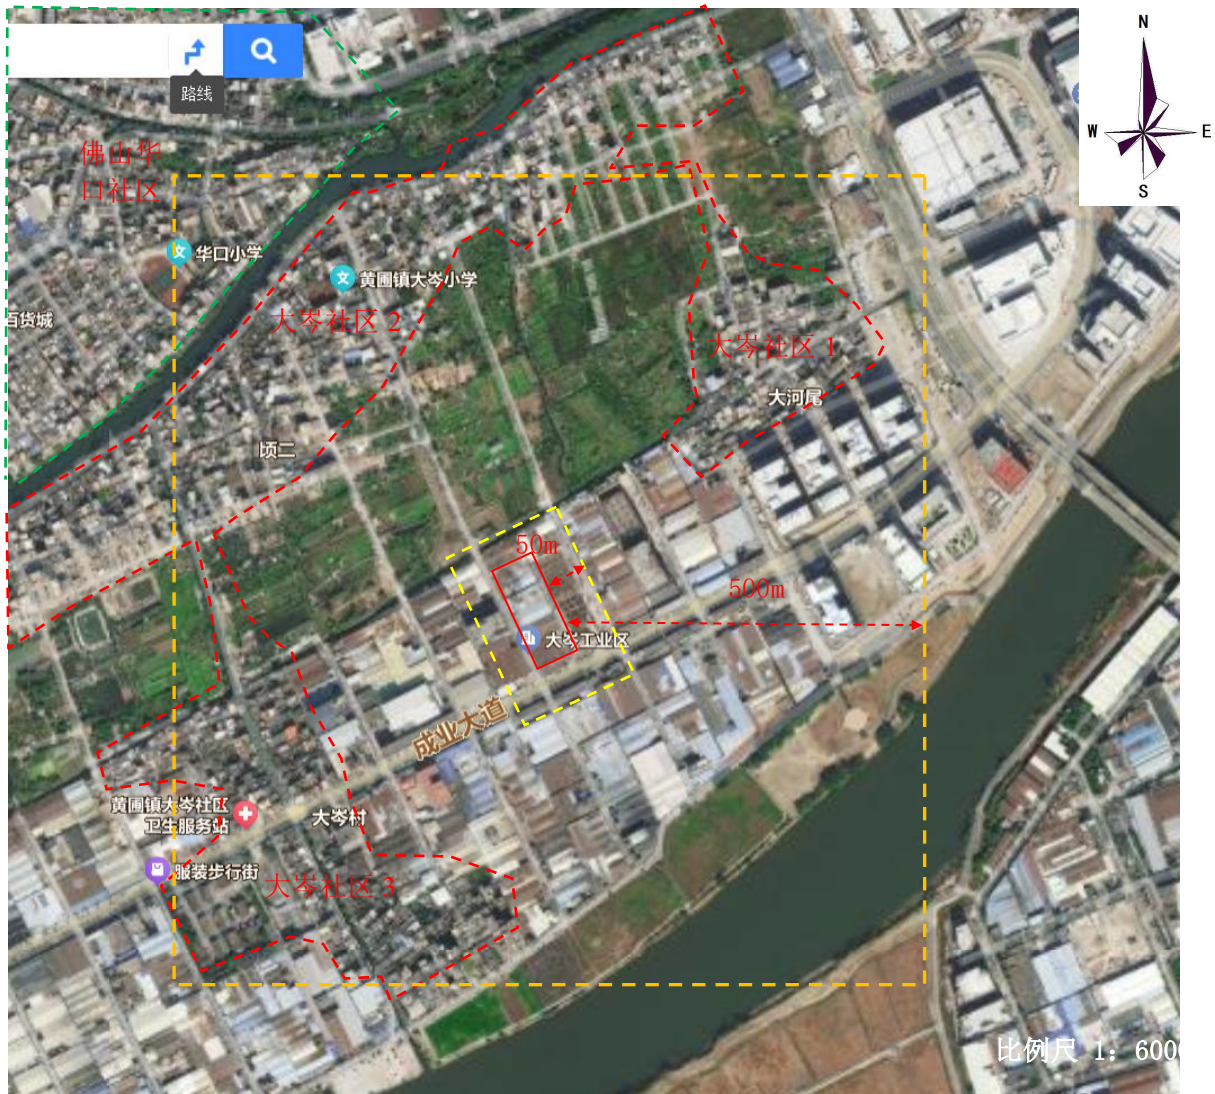 N
W
E
S
路线
佛山华
口社区
华口小学
黄圃镇大岑小学
百货城
大岑社区 2
大岑社区 1
大河尾
顷二
50m
500m
大岑工业区
成业大道
黄圃镇大岑社区
卫生服务站
大岑村
服装步行街
大岑社区 3
比例尺 1：6000